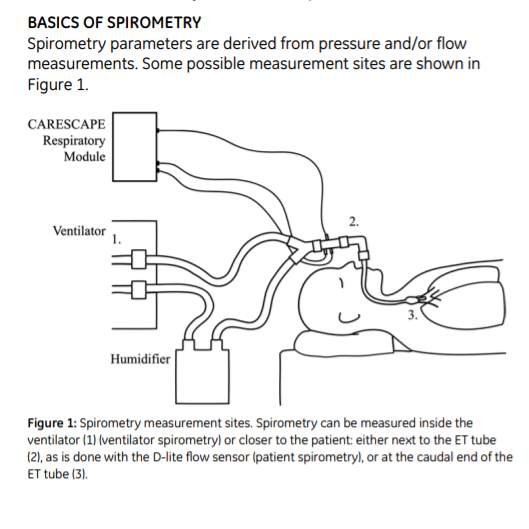 BASICS OF SPIROMETRY
Spirometry parameters are derived from pressure and/or flow
measurements. Some possible measurement sites are shown in
Figure 1.
CARESCAPE
Respiratory
Module
Ventilator
1.
2.
3.
Humidifier
Figure 1: Spirometry measurement sites. Spirometry can be measured inside the
ventilator (1) (ventilator spirometry) or closer to the patient: either next to the ET tube
(2), as is done with the D-lite flow sensor (patient spirometry), or at the caudal end of the
ET tube (3).